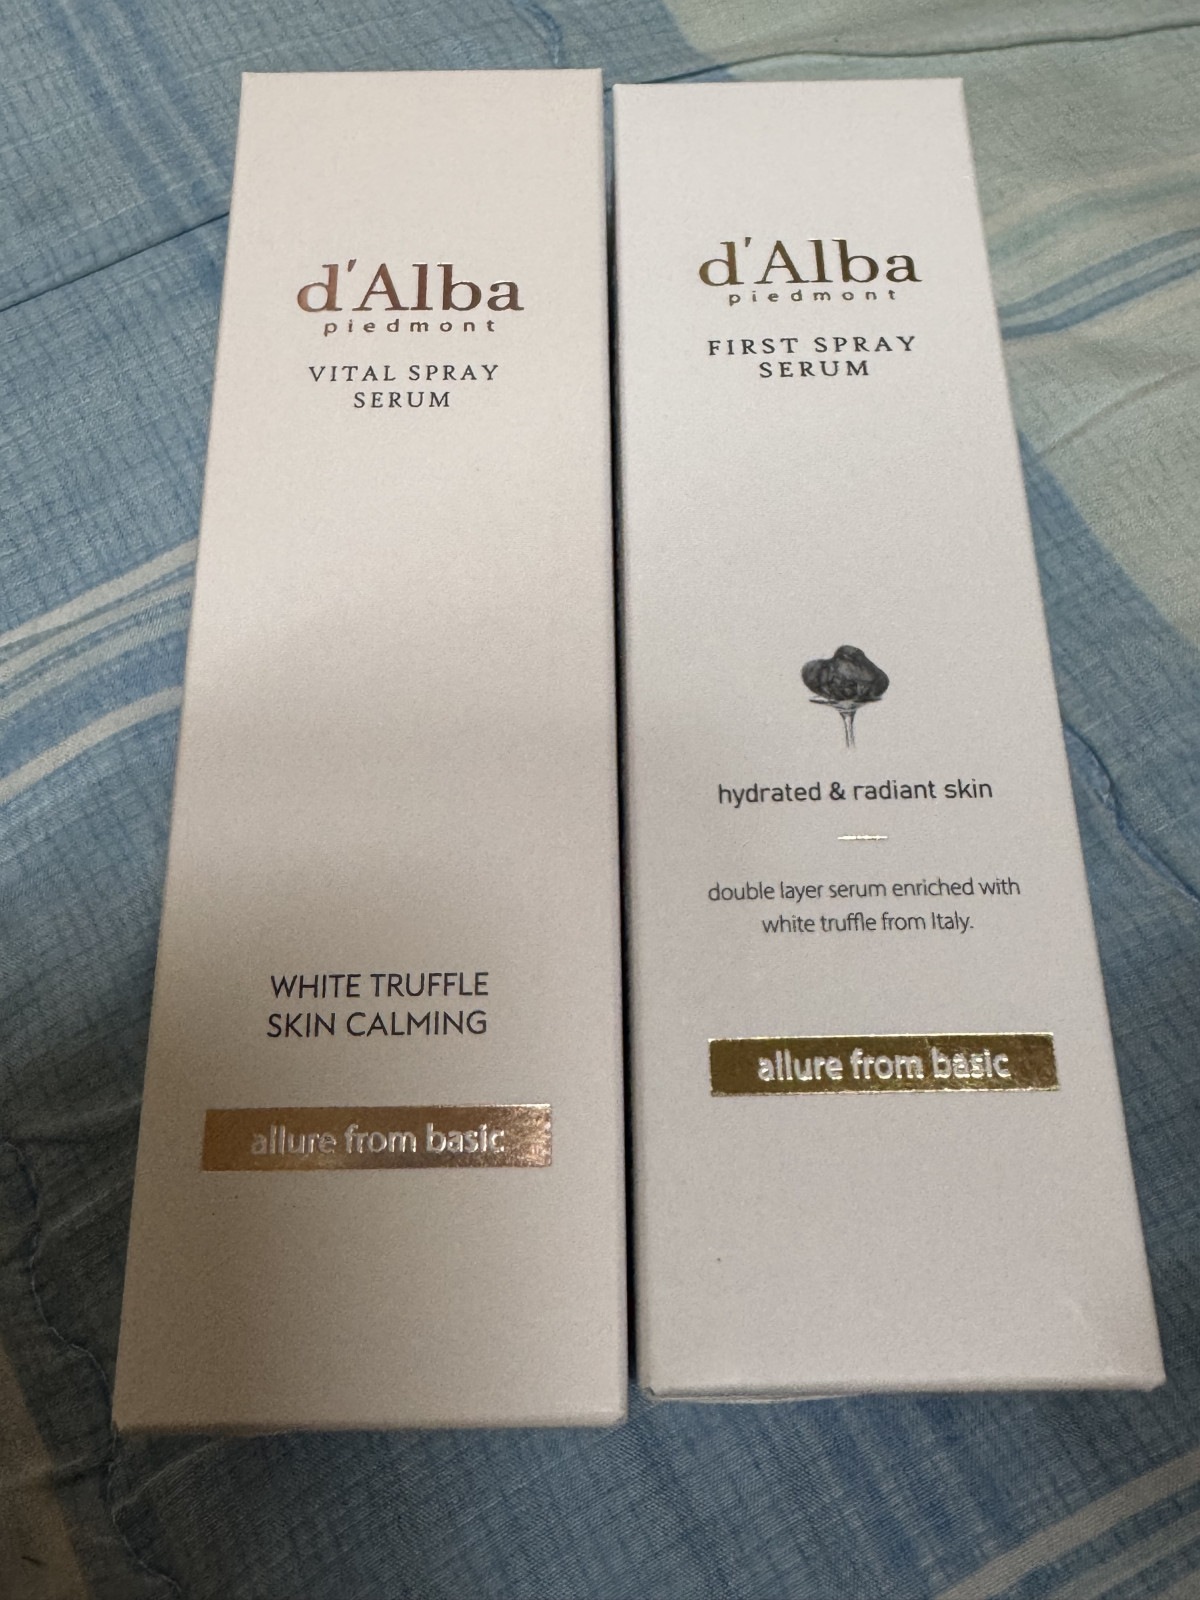 d'Alba
piedmont
VITAL SPRAY
SERUM
WHITE TRUFFLE
SKIN CALMING
allure from basic
d'Alba
piedmont
FIRST SPRAY
SERUM
hydrated & radiant skin
double layer serum enriched with
white truffle from Italy.
allure from basic